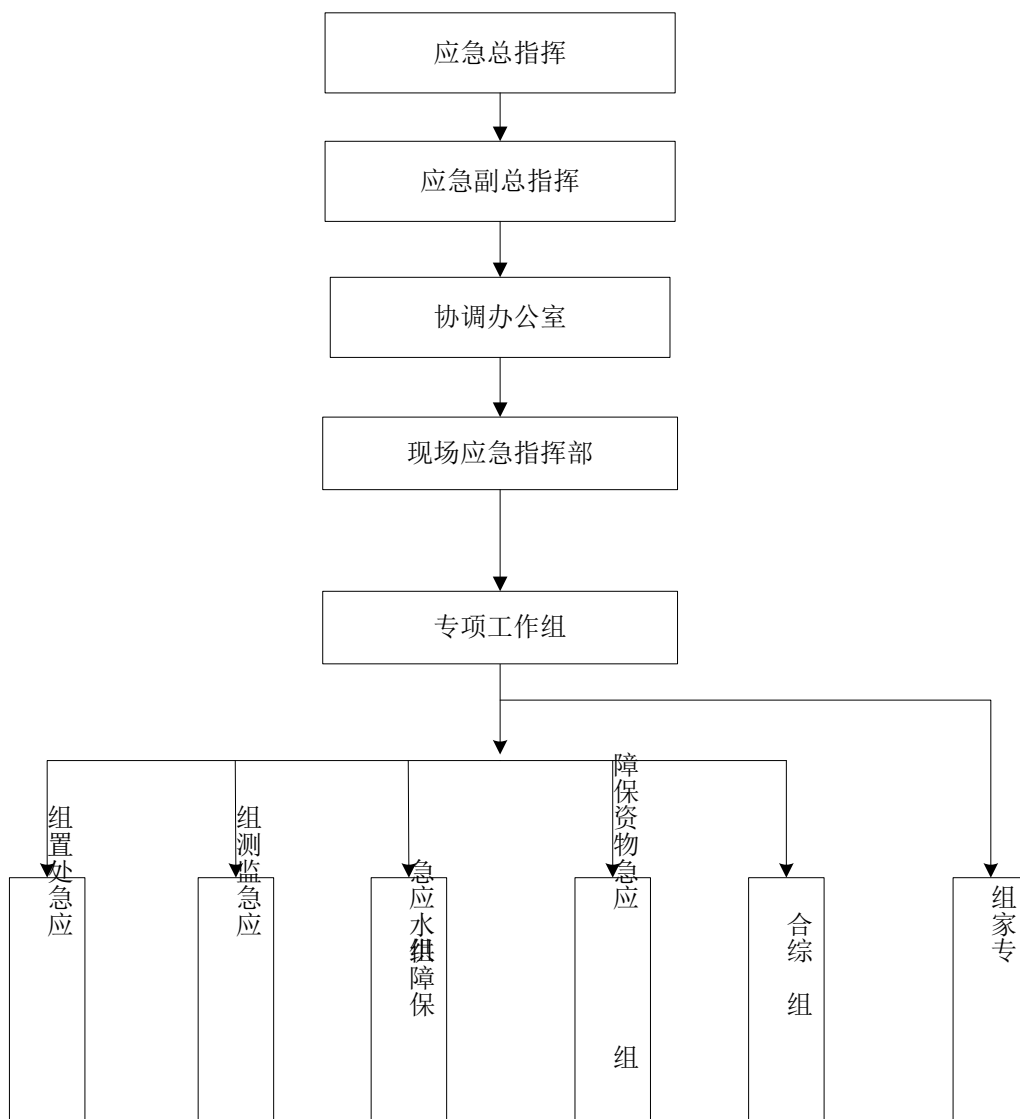 应急总指挥
应急副总指挥
协调办公室
现场应急指挥部
专项工作组
组置处急应
组测监急应
急应水供组障保
障保资物急应
组
合综 组
组家专